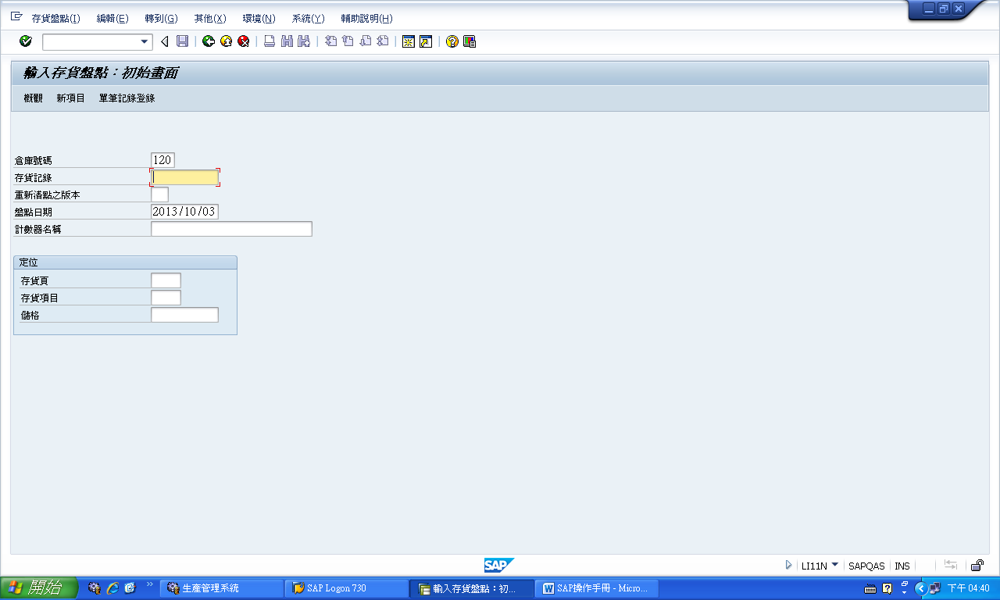 存貨盤點(I) 編輯(E) 轉到(G) 其他(X) 環境(N) 系統(Y) 輔助說明(H)
輸入存貨盤點：初始畫面
概觀 新項目 單筆記錄登錄
倉庫號碼 120
存貨記錄
重新清點之版本
盤點日期 2013/10/03
計數器名稱
定位
存貨頁
存貨項目
儲格
SAP
LI11N SAPQAS INS
開始 生產管理系統 SAP Logon 730 輸入存貨盤點：初... SAP操作手冊 - Micro... 下午 04:40